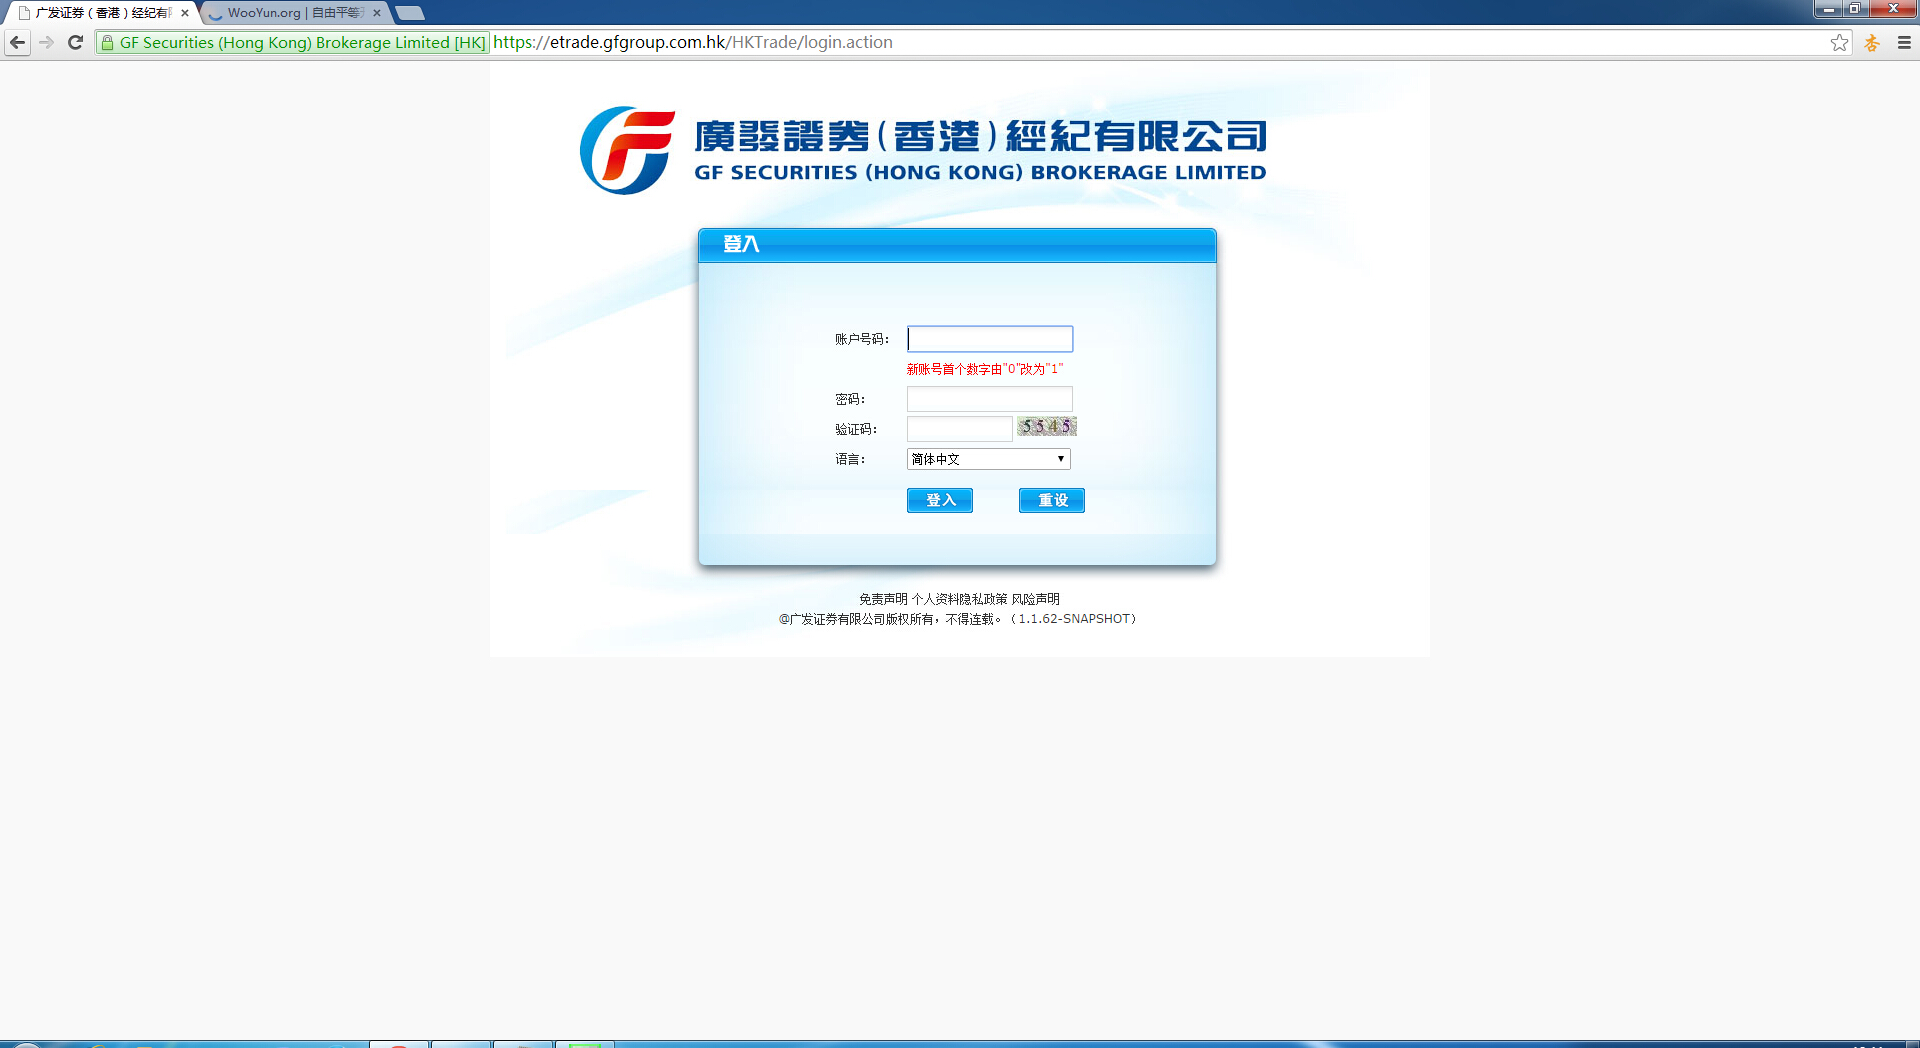 广发证券（香港）经纪有
WooYun.org | 自由平等
GF Securities (Hong Kong) Brokerage Limited [HK] https://etrade.gfgroup.com.hk/HKTrade/login.action
廣發證券(香港)經紀有限公司
GF SECURITIES (HONG KONG) BROKERAGE LIMITED
登入
账户号码：
新账号首个数字由"0"改为"1"
密码：
验证码： 5545
语言： 简体中文
登入 重设
免责声明 个人资料隐私政策 风险声明
@广发证券有限公司版权所有，不得连载。（1.1.62-SNAPSHOT）